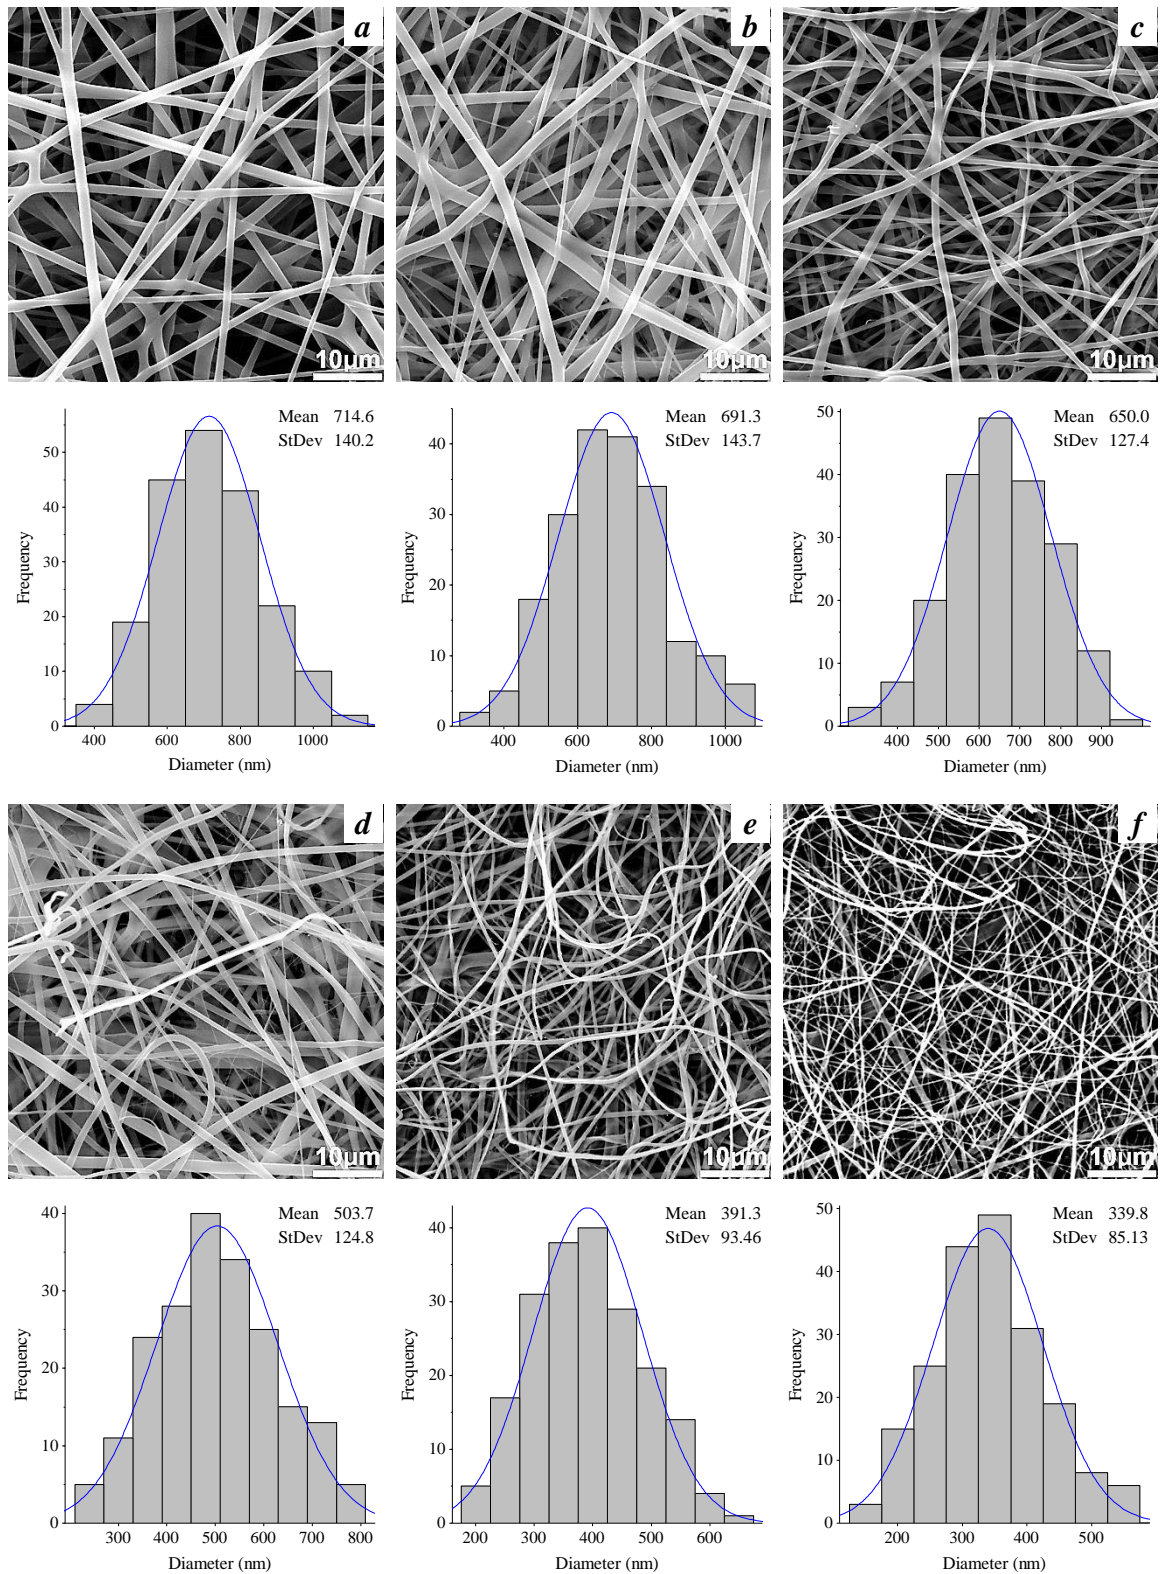 a
b
c
10μm
10μm
10μm
Mean 714.6
StDev 140.2
Frequency
0
10
20
30
40
50
400
600
800
1000
Diameter (nm)
Mean 691.3
StDev 143.7
Frequency
0
10
20
30
40
400
600
800
1000
Diameter (nm)
Mean 650.0
StDev 127.4
Frequency
0
10
20
30
40
50
400
500
600
700
800
900
Diameter (nm)
d
e
f
10μm
10μm
10μm
Mean 503.7
StDev 124.8
Frequency
0
10
20
30
40
300
400
500
600
700
800
Diameter (nm)
Mean 391.3
StDev 93.46
Frequency
0
10
20
30
40
200
300
400
500
600
Diameter (nm)
Mean 339.8
StDev 85.13
Frequency
0
10
20
30
40
50
200
300
400
500
Diameter (nm)